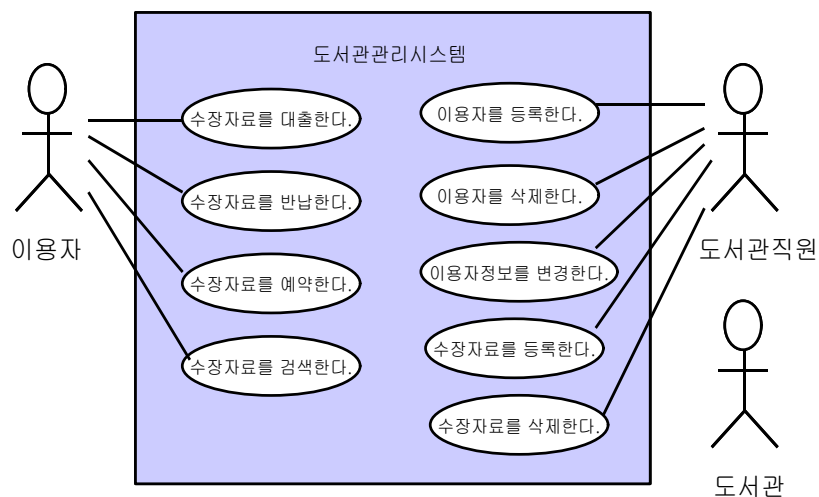 도서관관리시스템
수장자료를 대출한다.
수장자료를 반납한다.
수장자료를 예약한다.
수장자료를 검색한다.
이용자를 등록한다.
이용자를 삭제한다.
이용자정보를 변경한다.
수장자료를 등록한다.
수장자료를 삭제한다.
이용자
도서관직원
도서관